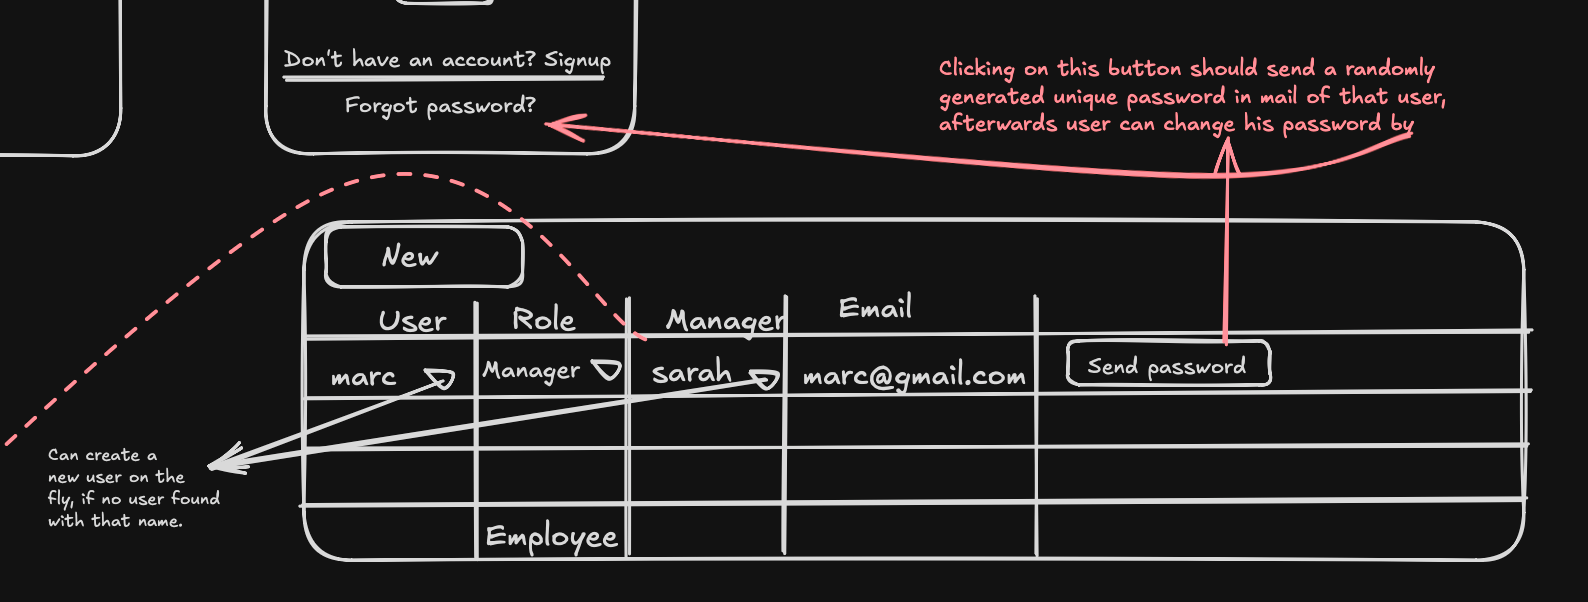 Don't have an account? Signup
Forgot password?
Clicking on this button should send a randomly
generated unique password in mail of that user,
afterwards user can change his password by
New
User Role Manager Email
marc Manager sarah marc@gmail.com Send password
Can create a
new user on the
fly, if no user found
with that name.
Employee